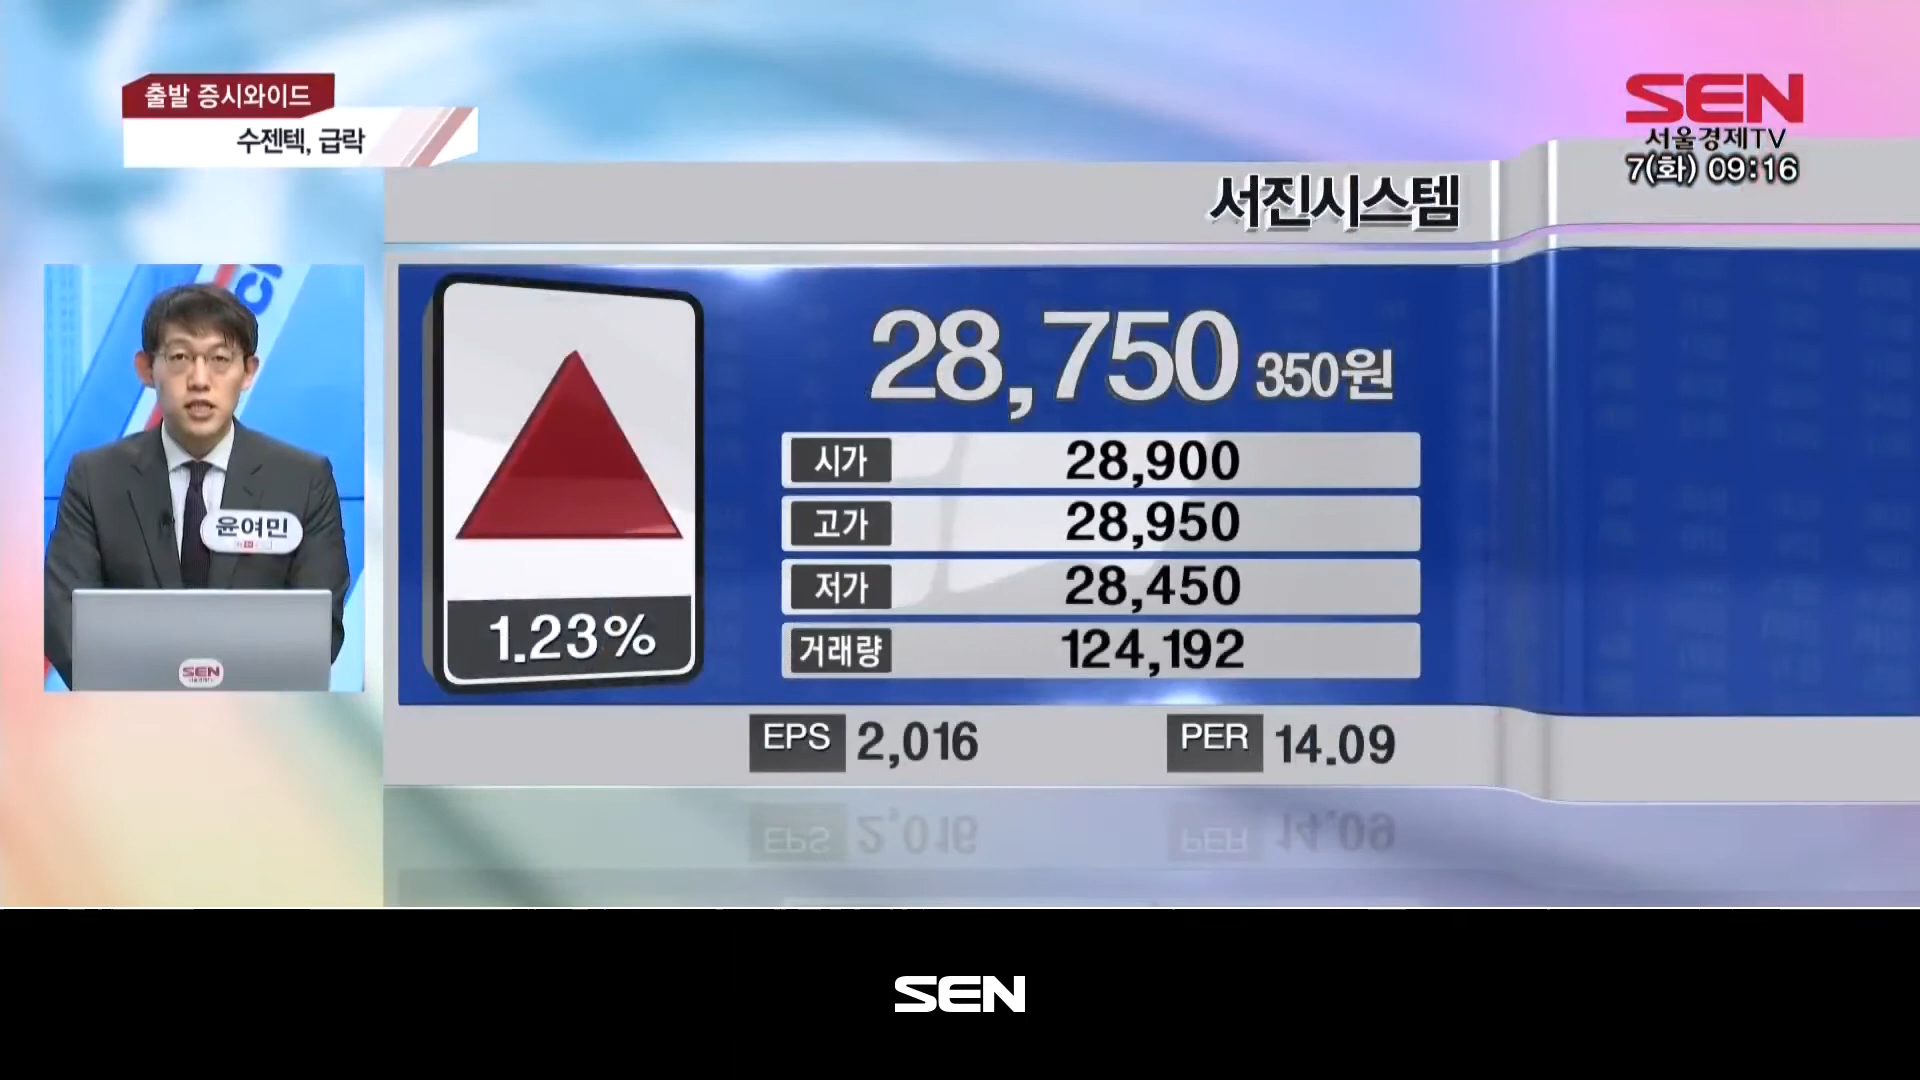 출발 증시와이드
수젠텍, 급락
SEN
서울경제TV
7(화) 09:16
서진시스템
28,750 350원
1.23%
시가 28,900
고가 28,950
저가 28,450
거래량 124,192
EPS 2,016 PER 14.09
윤여민
SEN
SEN